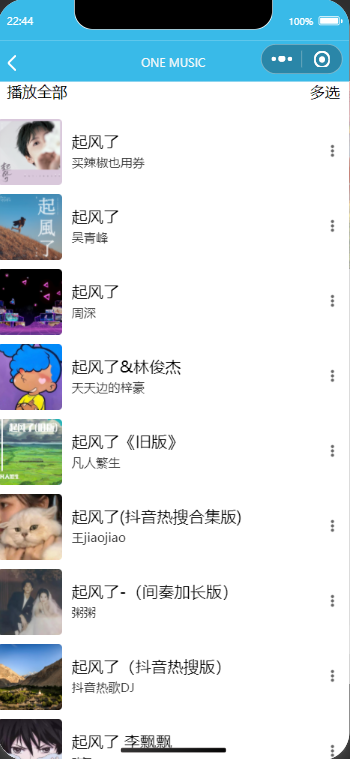 22:44
100%
ONE MUSIC
播放全部
多选
起风了
买辣椒也用券
起風了
起风了
吴青峰
起风了
周深
起风了&林俊杰
天天边的梓豪
起风了《旧版》
凡人繁生
起风了(抖音热搜合集版)
王jiaojiao
起风了-（间奏加长版）
粥粥
起风了（抖音热搜版）
抖音热歌DJ
起风了 李飘飘